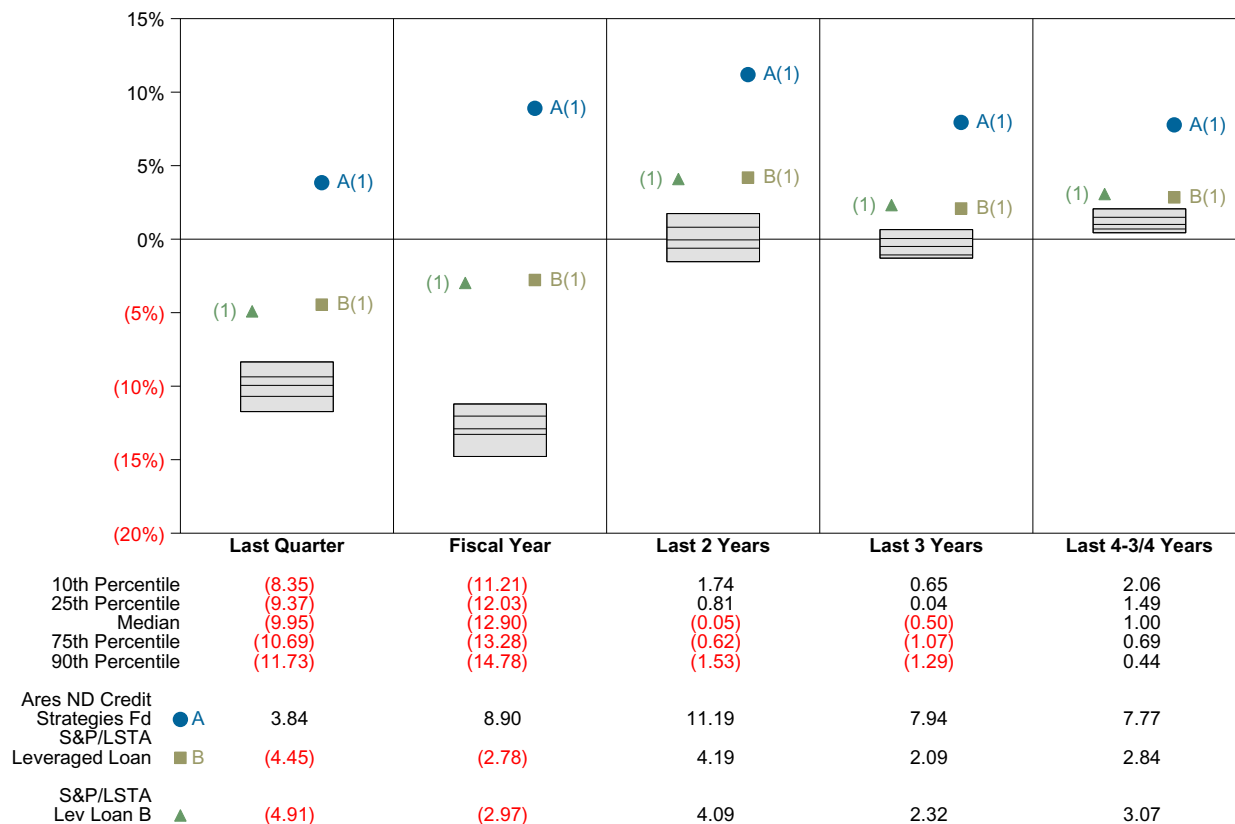 15%
10%
5%
0%
(5%)
(10%)
(15%)
(20%)
A(1)
(1) B(1)
A(1)
(1) B(1)
A(1)
(1) B(1)
A(1)
(1) B(1)
A(1)
(1) B(1)
Last Quarter Fiscal Year Last 2 Years Last 3 Years Last 4-3/4 Years
10th Percentile (8.35) (11.21) 1.74 0.65 2.06
25th Percentile (9.37) (12.03) 0.81 0.04 1.49
Median (9.95) (12.90) (0.05) (0.50) 1.00
75th Percentile (10.69) (13.28) (0.62) (1.07) 0.69
90th Percentile (11.73) (14.78) (1.53) (1.29) 0.44
Ares ND Credit
Strategies Fd A 3.84 8.90 11.19 7.94 7.77
S&P/LSTA
Leveraged Loan B (4.45) (2.78) 4.19 2.09 2.84
S&P/LSTA
Lev Loan B (4.91) (2.97) 4.09 2.32 3.07